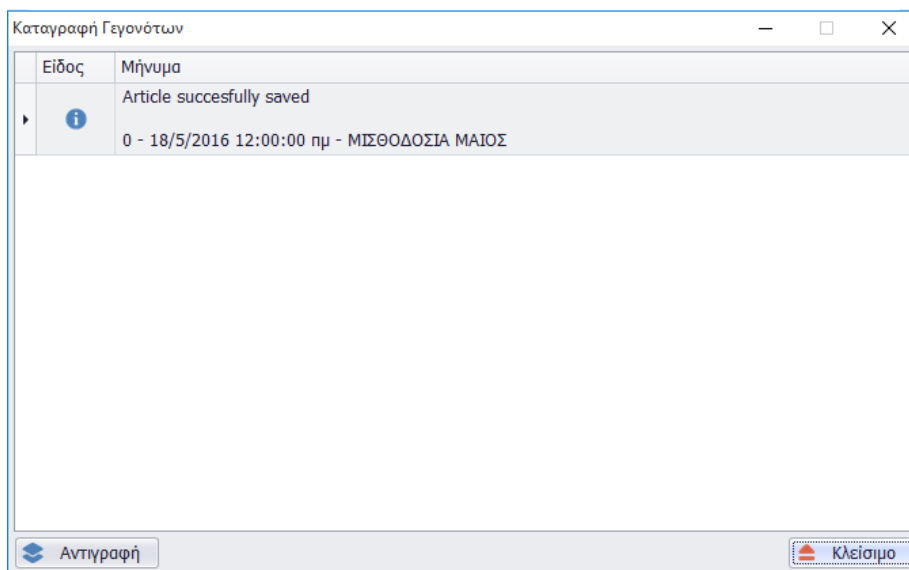 Καταγραφή Γεγονότων
Είδος Μήνυμα
Article succesfully saved
0 - 18/5/2016 12:00:00 πμ - ΜΙΣΘΟΔΟΣΙΑ ΜΑΙΟΣ
Αντιγραφή Κλείσιμο